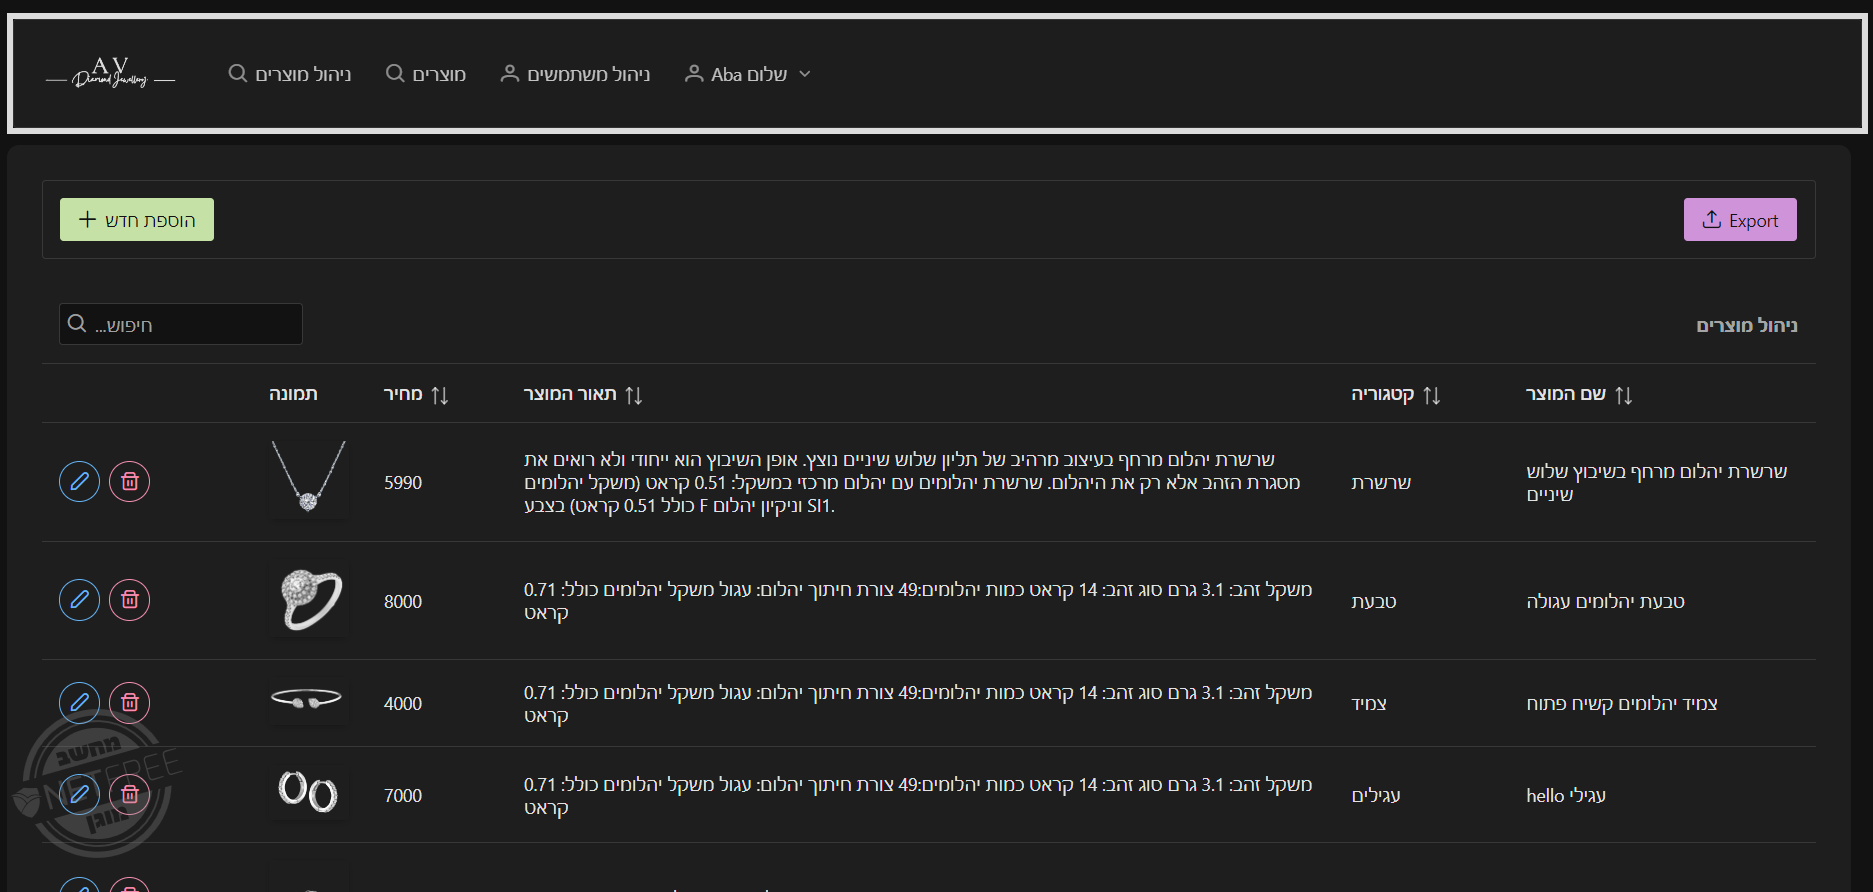 AV
Diamond Jewellery
ניהול מוצרים
מוצרים
ניהול משתמשים
שלום Aba
הוספת חדש
Export
חיפוש...
ניהול מוצרים
שם המוצר
קטגוריה
תאור המוצר
מחיר
תמונה
שרשרת יהלום מרחף בשיבוץ שלוש
שיניים
שרשרת
שרשרת יהלום מרחף בעיצוב מרהיב של תליון שלוש שיניים נוצץ. אופן השיבוץ הוא ייחודי ולא רואים את
מסגרת הזהב אלא רק את היהלום. שרשרת יהלומים עם יהלום מרכזי במשקל: 0.51 קראט (משקל יהלומים
כולל 0.51 קראט) בצבע F וניקיון יהלום SI1.
5990
טבעת יהלומים עגולה
טבעת
משקל זהב: 3.1 גרם סוג זהב: 14 קראט כמות יהלומים:49 צורת חיתוך יהלום: עגול משקל יהלומים כולל: 0.71
קראט
8000
צמיד יהלומים קשיח פתוח
צמיד
משקל זהב: 3.1 גרם סוג זהב: 14 קראט כמות יהלומים:49 צורת חיתוך יהלום: עגול משקל יהלומים כולל: 0.71
קראט
4000
עגילי hello
עגילים
משקל זהב: 3.1 גרם סוג זהב: 14 קראט כמות יהלומים:49 צורת חיתוך יהלום: עגול משקל יהלומים כולל: 0.71
קראט
7000
מחשב
NETFREE
מוגן